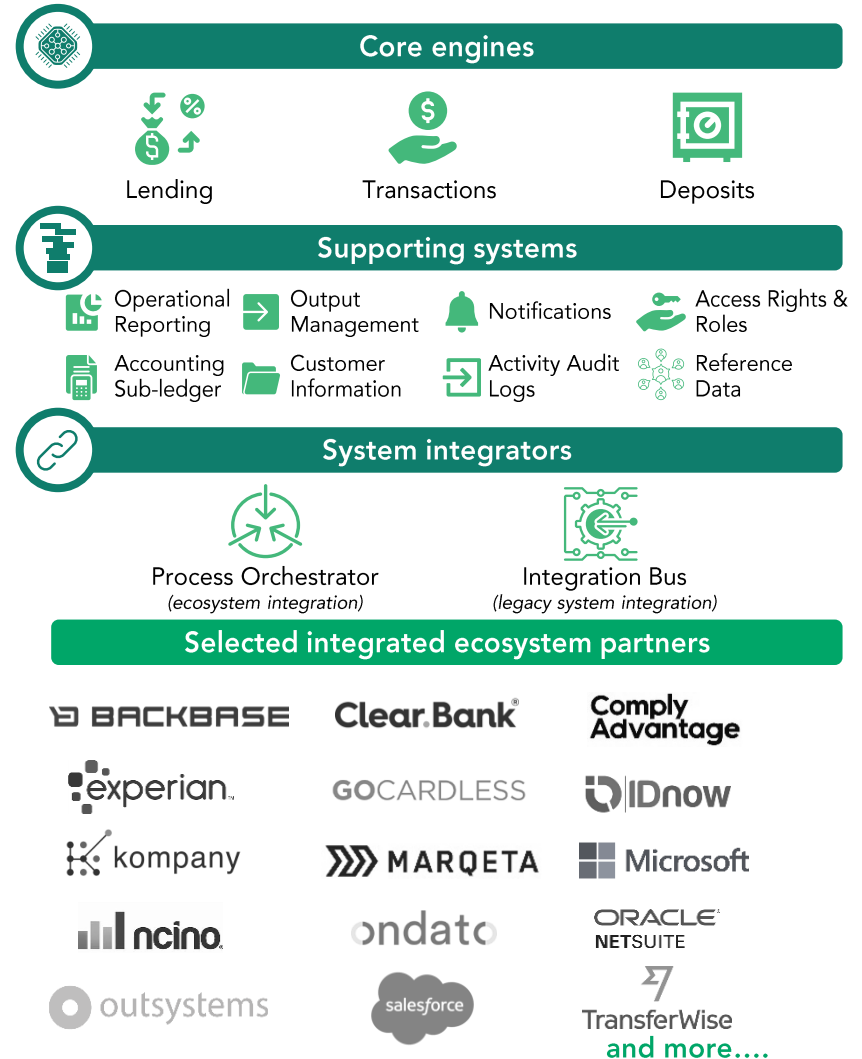 Core engines
Lending
Transactions
Deposits
Supporting systems
Operational
Reporting
Output
Management
Notifications
Access Rights &
Roles
Accounting
Sub-ledger
Customer
Information
Activity Audit
Logs
Reference
Data
System integrators
Process Orchestrator
(ecosystem integration)
Integration Bus
(legacy system integration)
Selected integrated ecosystem partners
BACKBASE
Clear.Bank®
Comply
Advantage
experian™
GOCARDLESS
IDnow
kompany
MARQETA
Microsoft
ncino
ondato
ORACLE
NETSUITE
outsystems
salesforce
TransferWise
and more....